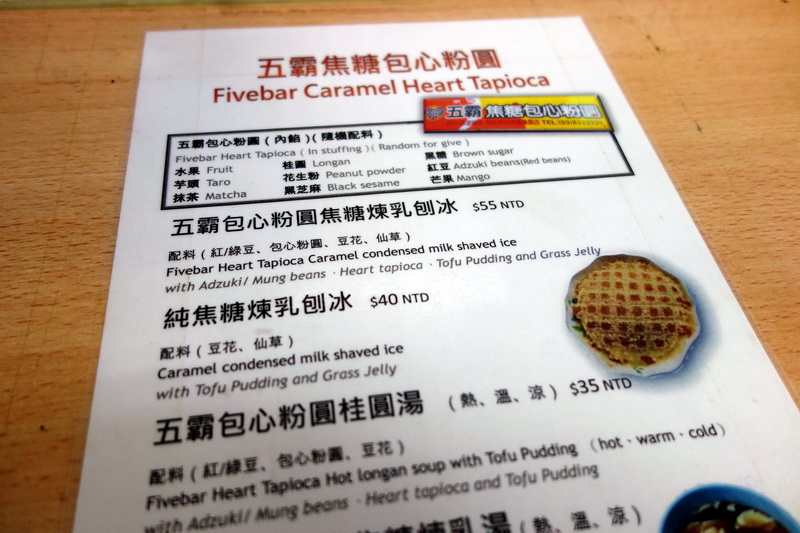 五霸焦糖包心粉圓
Fivebar Caramel Heart Tapioca
五霸 焦糖包心粉圓
五霸包心粉圓(內餡)(隨機配料)
Fivebar Heart Tapioca ( In stuffing )( Random for give )
水果 Fruit 桂圓 Longan 黑糖 Brown sugar
芋頭 Taro 花生粉 Peanut powder 紅豆 Adzuki beans(Red beans)
抹茶 Matcha 黑芝麻 Black sesame 芒果 Mango
五霸包心粉圓焦糖煉乳刨冰 $55 NTD
配料(紅/綠豆、包心粉圓、豆花、仙草)
Fivebar Heart Tapioca Caramel condensed milk shaved ice
with Adzuki/ Mung beans、Heart tapioca、Tofu Pudding and Grass Jelly
純焦糖煉乳刨冰 $40 NTD
配料(豆花、仙草)
Caramel condensed milk shaved ice
with Tofu Pudding and Grass Jelly
五霸包心粉圓桂圓湯 (熱、溫、涼) $35 NTD
配料(紅/綠豆、包心粉圓、豆花)
Fivebar Heart Tapioca Hot longan soup with Tofu Pudding (hot、warm、cold)
with Adzuki/ Mung beans、Heart tapioca and Tofu Pudding
焦糖煉乳湯(熱、溫、涼)